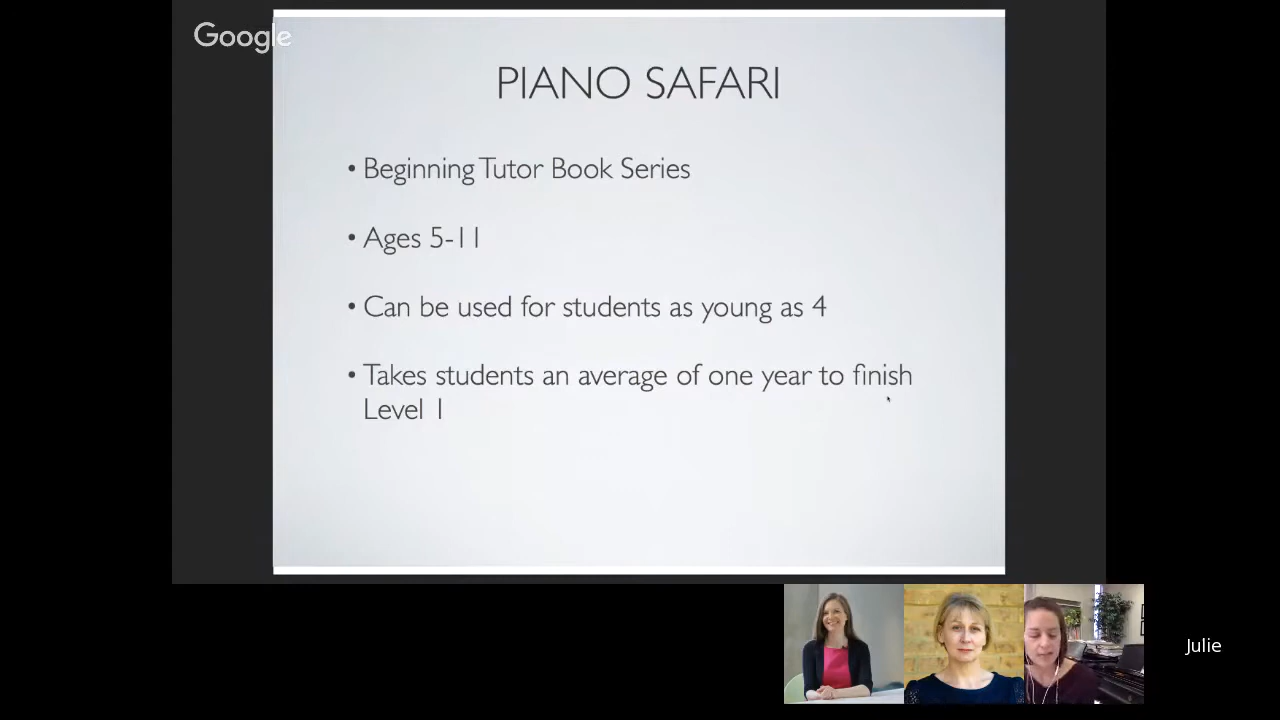 Google
PIANO SAFARI
• Beginning Tutor Book Series
• Ages 5-11
• Can be used for students as young as 4
• Takes students an average of one year to finish
Level 1
Julie